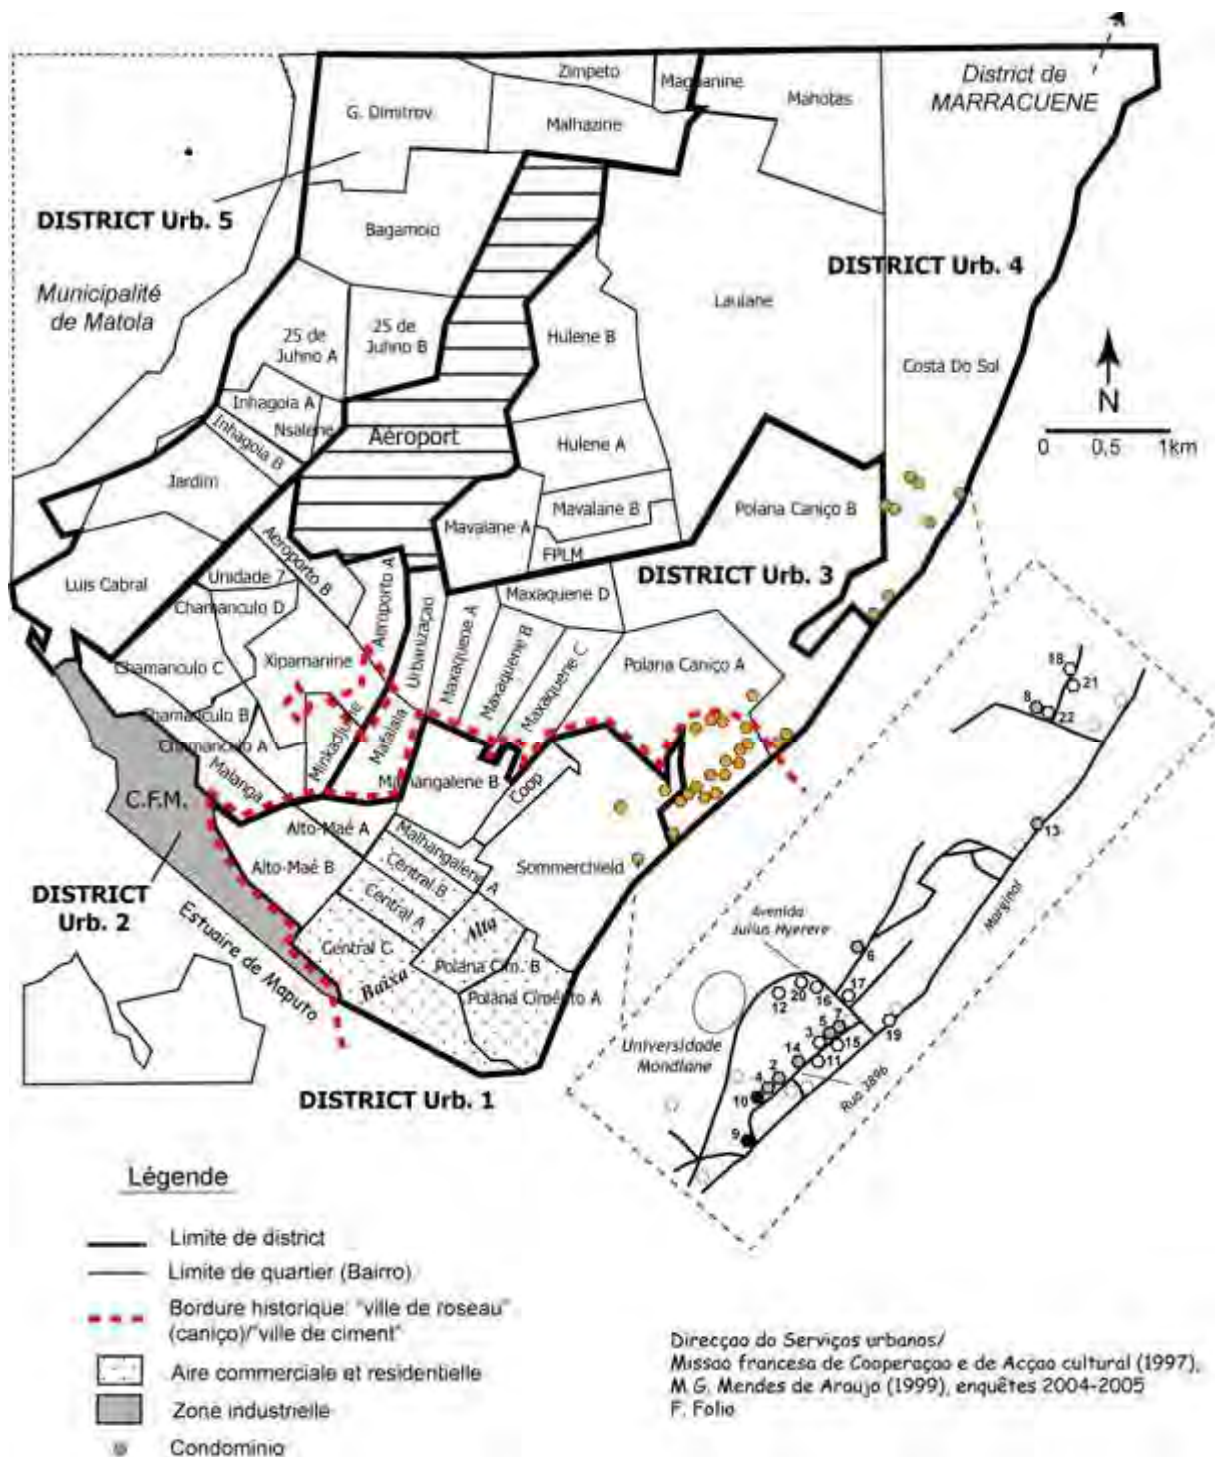 District de
MARRACUENE
Zimpeto
Maguanine
Mahotas
G. Dimitrov
Malhazine
DISTRICT Urb. 5
Bagamoio
DISTRICT Urb. 4
Municipalité
de Matola
Laulane
25 de
Juhno A
25 de
Juhno B
Hulene B
Costa Do Sol
Inhagoia A
Nsalene
Inhagoia B
Aéroport
N
0 0,5 1km
Hulene A
Jardim
Polana Caniço B
Mavalane B
Mavalane A
FPLM
Aeroporto B
Luis Cabral
Unidade 7
Aeroporto A
DISTRICT Urb. 3
Chamanculo D
Urbanizaçao
Maxaquene A
Maxaquene D
Maxaquene B
Maxaquene C
Xipamanine
Polana Caniço A
Chamanculo C
18
21
8
22
Chamanculo B
Chamanculo A
Minkadjuine
Mafalala
Malanga
Malhangalene B
Coop
C.F.M.
Alto-Maé A
Malhangalene A
13
Alto-Maé B
Central B
Sommerchield
DISTRICT
Urb. 2
Central A
Alta
Avenida
Julius Nyerere
Marginal
Estuaire de Maputo
Central C
Baixa
Polana Cim. B
Polana Cimento A
6
12
20
16
17
7
5
3
15
19
Universidade
Mondlane
14
11
2
4
1
10
Rua 3896
9
DISTRICT Urb. 1
Légende
Limite de district
Limite de quartier (Bairro)
Bordure historique: "ville de roseau"
(caniço)/"ville de ciment"
Aire commerciale et residentielle
Zone industrielle
Condominio
Direcçao do Serviços urbanos/
Missao francesa de Cooperaçao e de Acçao cultural (1997),
M G. Mendes de Araujo (1999), enquêtes 2004-2005
F. Folio